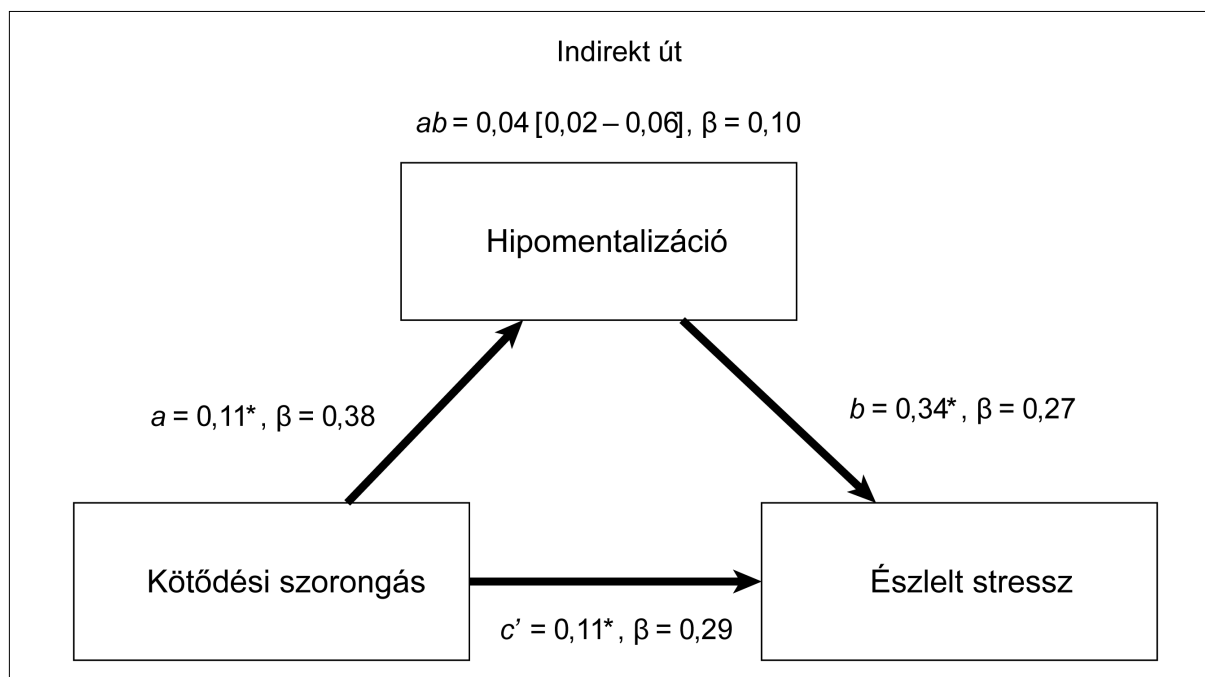 Indirekt út
ab = 0,04 [0,02 – 0,06], β = 0,10
Hipomentalizáció
a = 0,11*, β = 0,38
b = 0,34*, β = 0,27
Kötődési szorongás
Észlelt stressz
c’ = 0,11*, β = 0,29